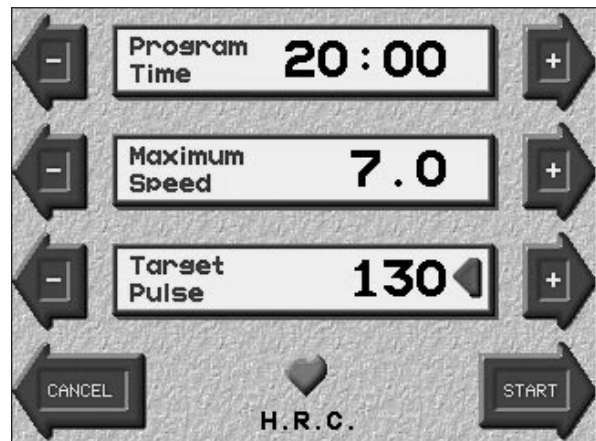 - Program Time 20:00 +
- Maximum Speed 7.0 +
- Target Pulse 130 +
CANCEL H.R.C. START